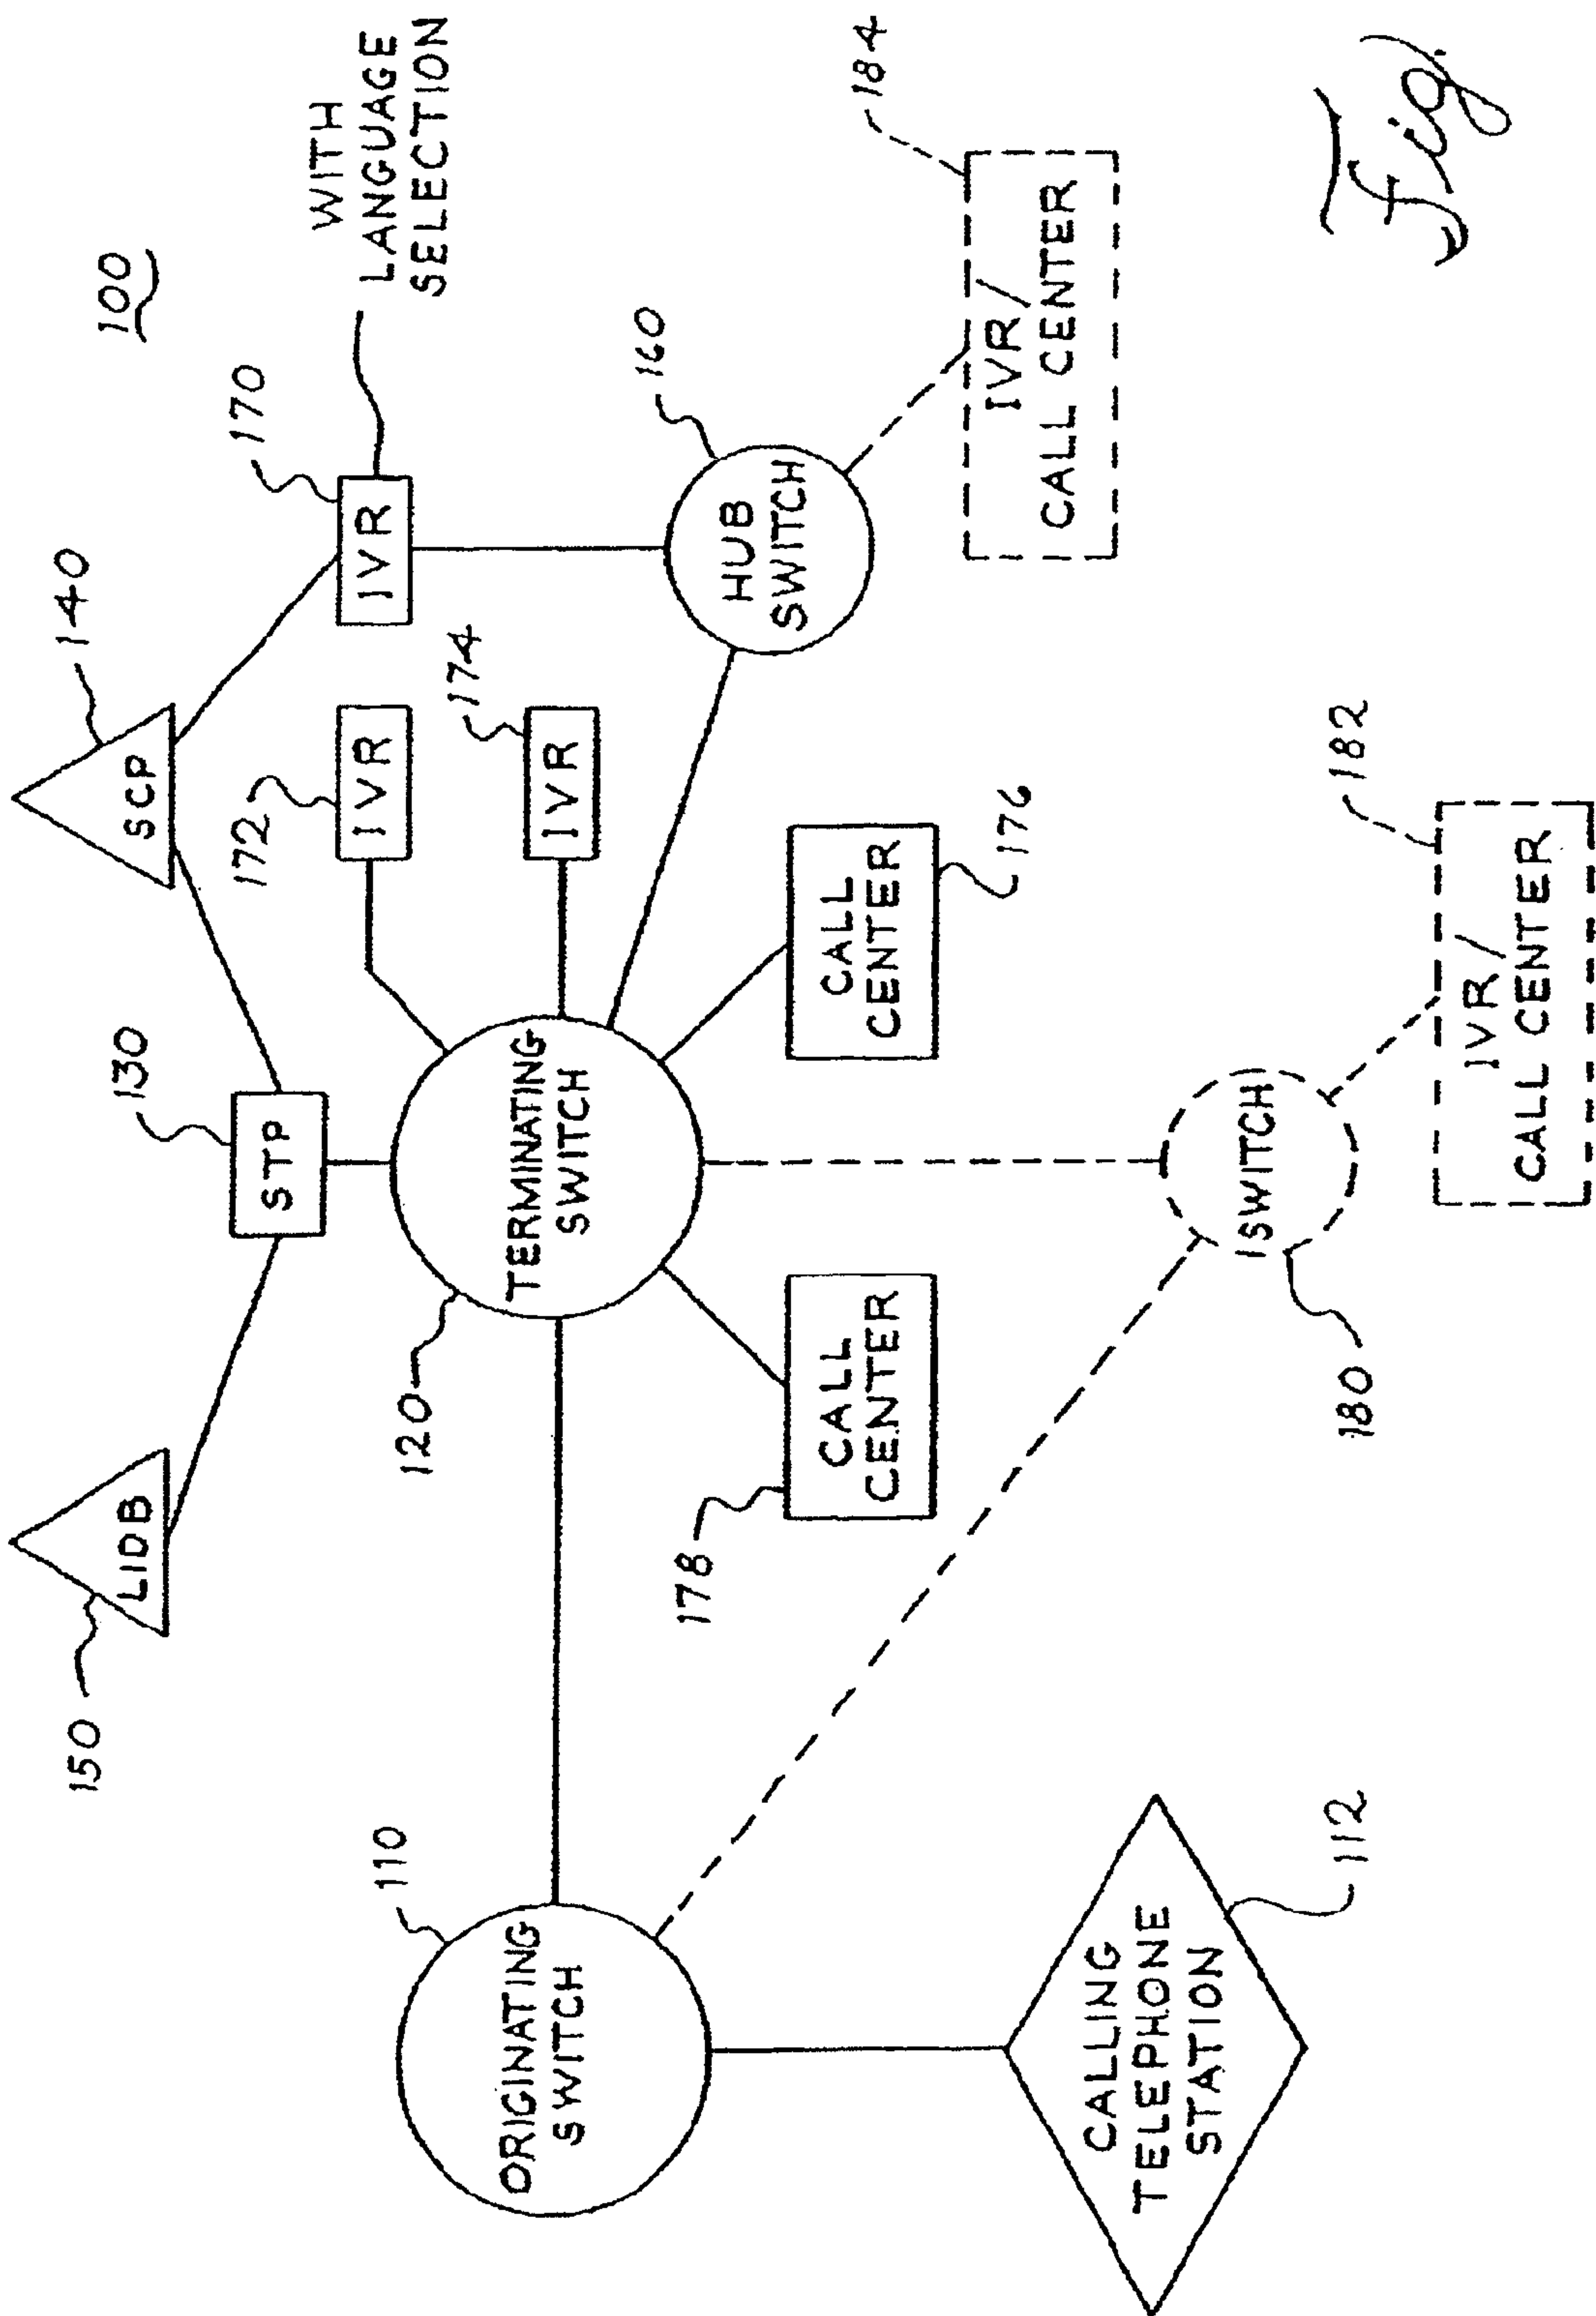 100
150
LIDB
130
STP
140
SCP
170
IVR
WITH
LANGUAGE
SELECTION
172
IVR
174
IVR
110
ORIGINATING
SWITCH
120
TERMINATING
SWITCH
160
HUB
SWITCH
178
CALL
CENTER
176
CALL
CENTER
184
IVR/
CALL CENTER
112
CALLING
TELEPHONE
STATION
180
SWITCH
182
IVR/
CALL CENTER
Fig.